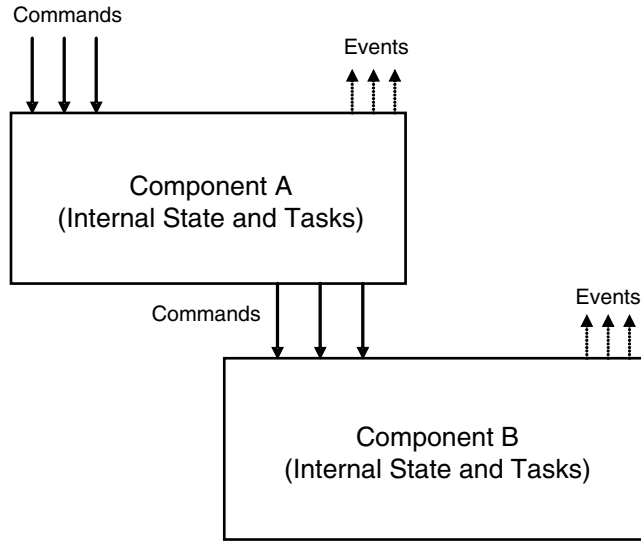 Commands
Events
Component A
(Internal State and Tasks)
Commands
Events
Component B
(Internal State and Tasks)